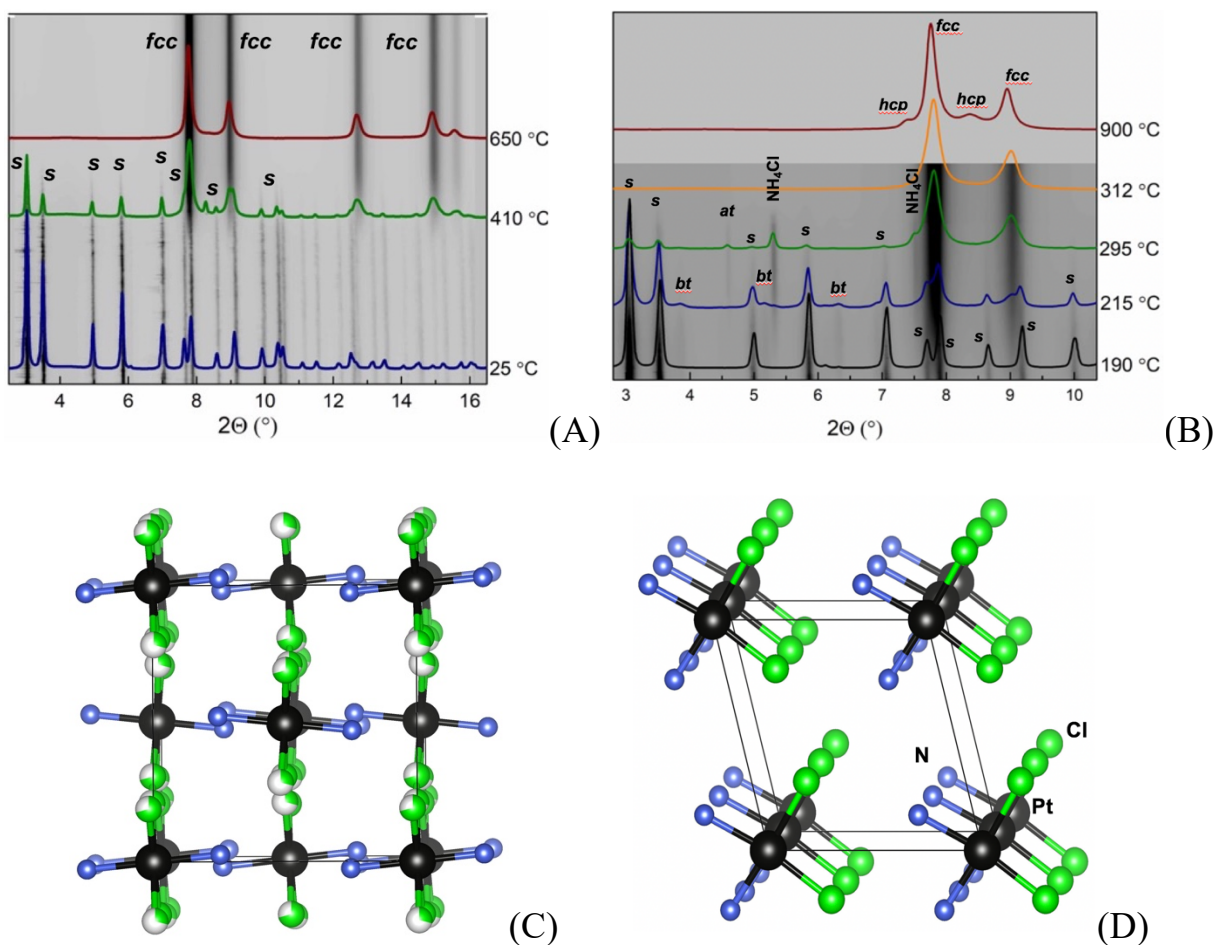 fcc fcc fcc fcc
650 °C
s s s s s s s s
410 °C
25 °C
4 6 8 10 12 14 16
2Θ (°)
(A)
fcc
hcp hcp fcc
900 °C
s s at NH₄Cl NH₄Cl
312 °C
s s s
295 °C
bt bt bt s
215 °C
s s s s
190 °C
3 4 5 6 7 8 9 10
2Θ (°)
(B)
(C)
Cl
N
Pt
(D)